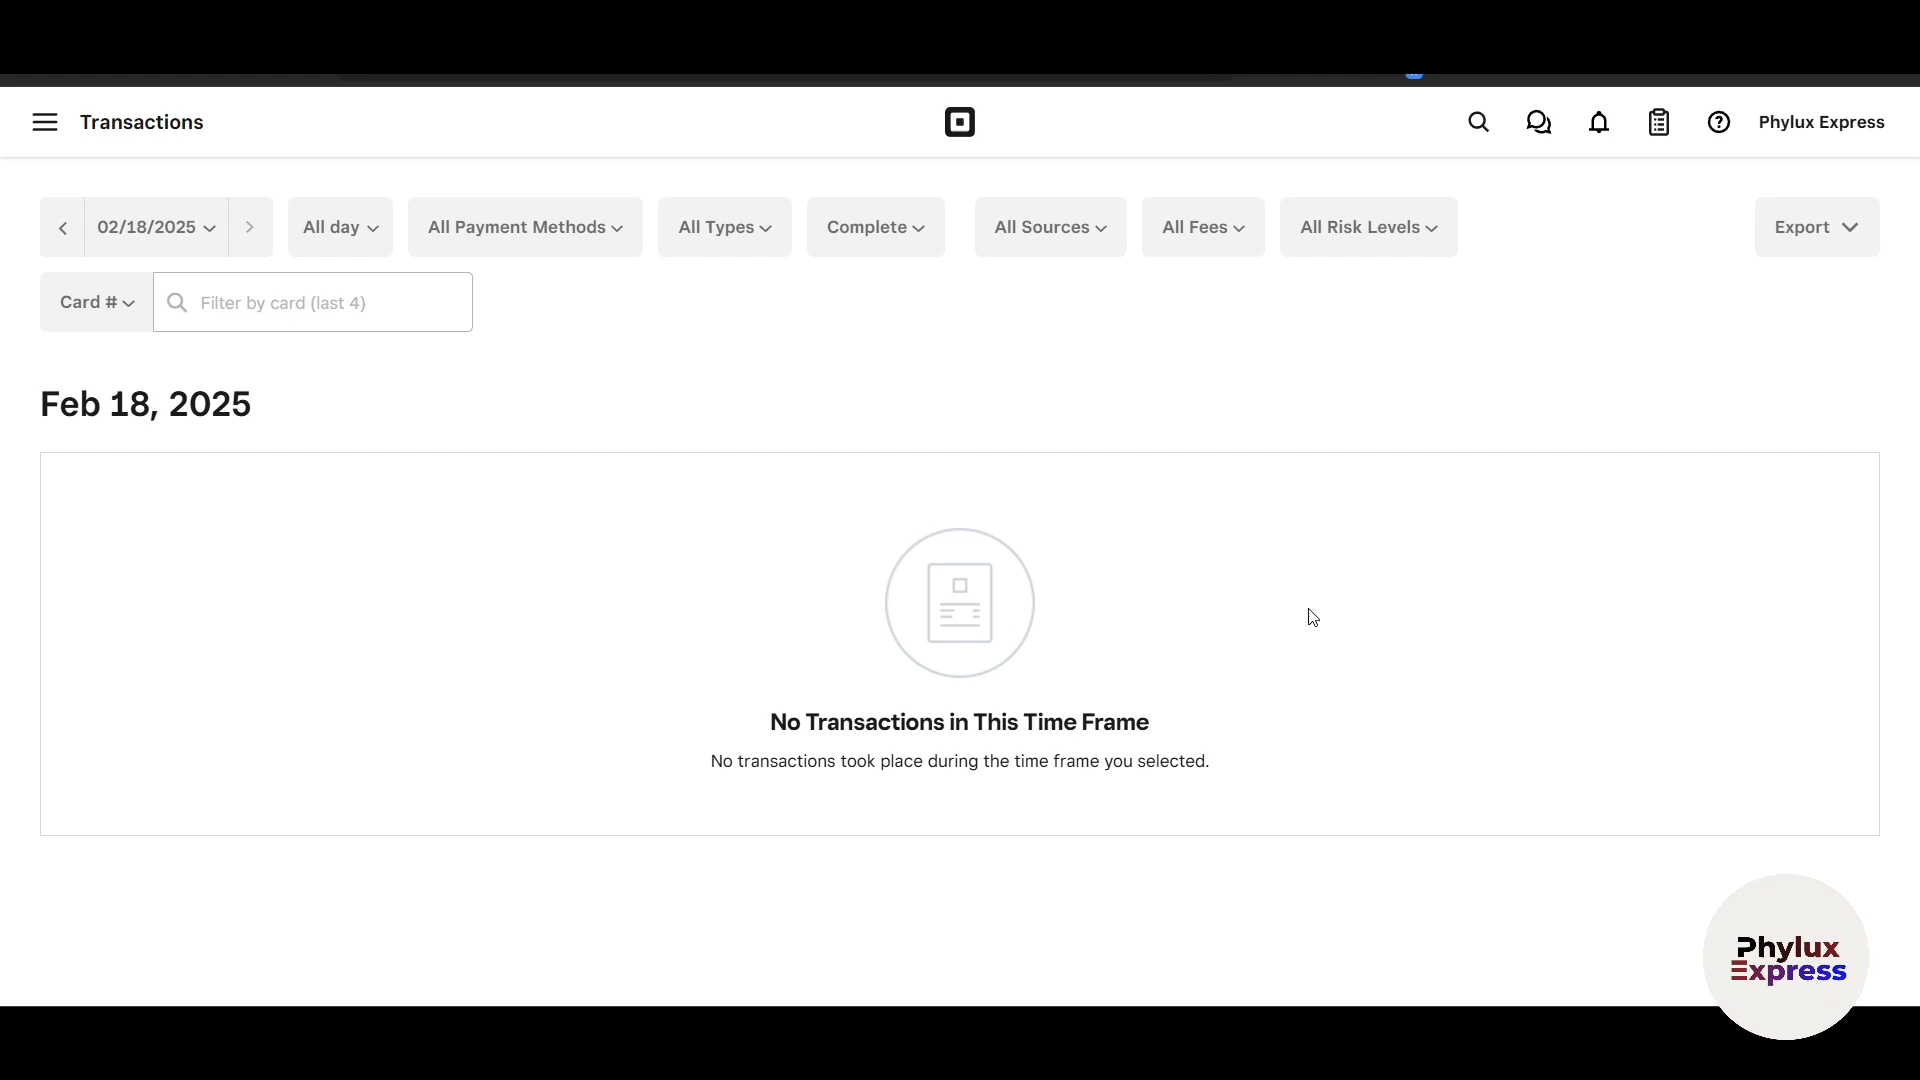 Transactions
Phylux Express
02/18/2025
All day
All Payment Methods
All Types
Complete
All Sources
All Fees
All Risk Levels
Export
Card #
Filter by card (last 4)
Feb 18, 2025
No Transactions in This Time Frame
No transactions took place during the time frame you selected.
Phylux
Express